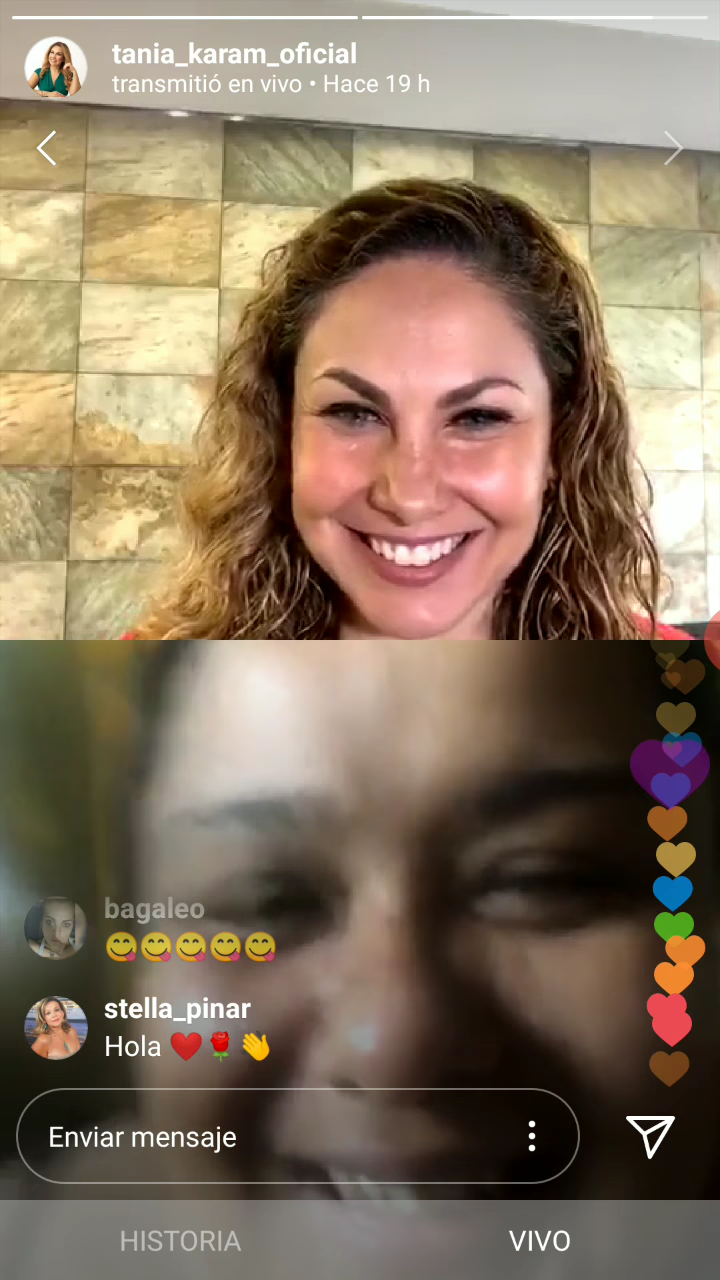 tania_karam_oficial
transmitió en vivo • Hace 19 h
bagaleo
😋😋😋😋😋
stella_pinar
Hola ❤️🌹👋
Enviar mensaje
HISTORIA
VIVO